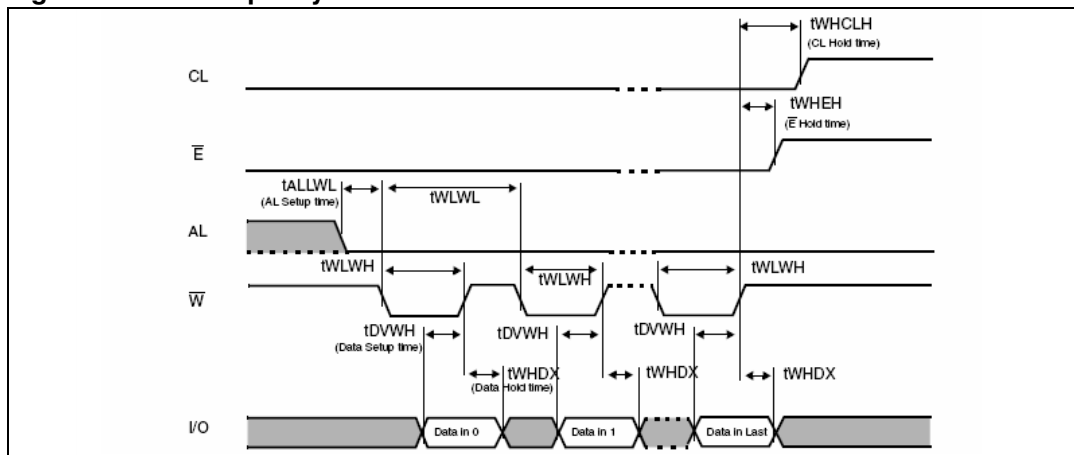 tWHCLH
(CL Hold time)
CL
tWHEH
(E̅ Hold time)
E̅
tALLWL
(AL Setup time)
tWLWL
AL
tWLWH
tWLWH
tWLWH
W̅
tDVWH
(Data Setup time)
tDVWH
tDVWH
tWHDX
(Data Hold time)
tWHDX
tWHDX
I/O
Data in 0
Data in 1
Data in Last